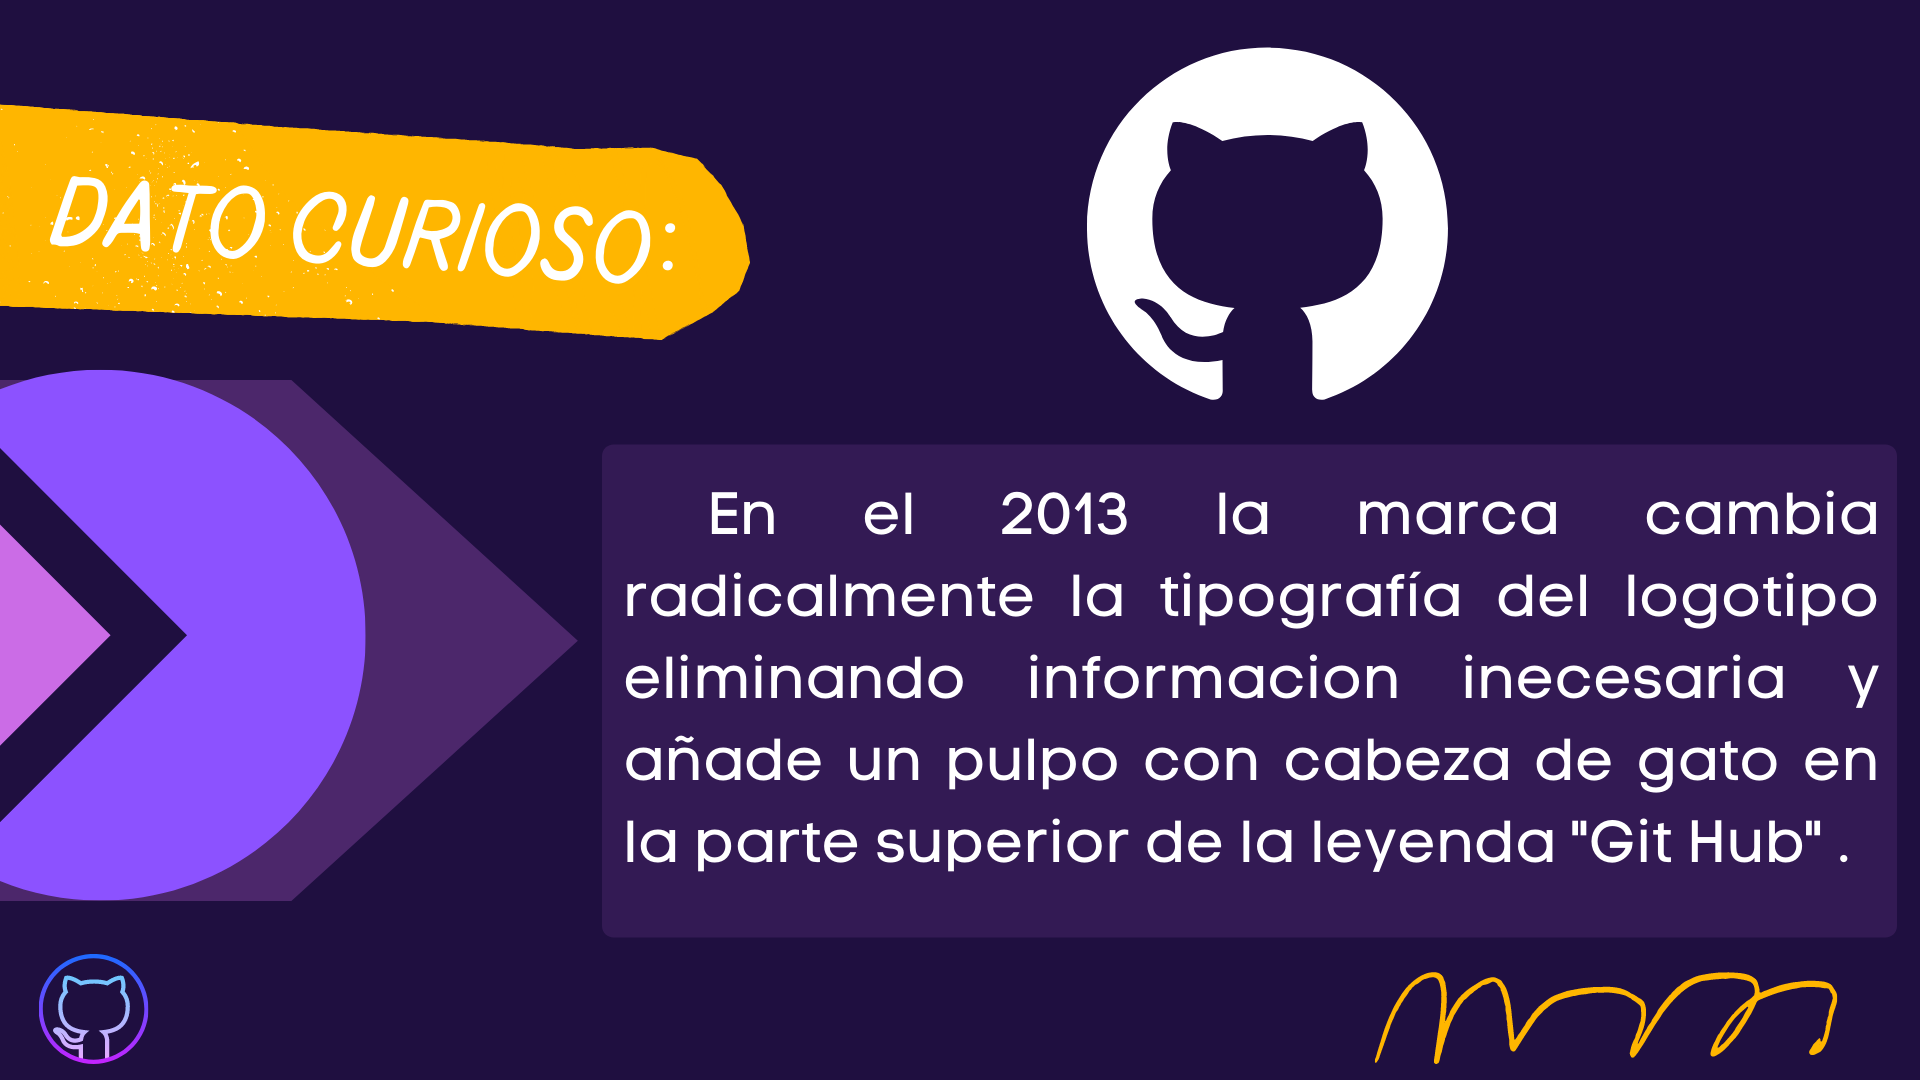 DATO CURIOSO:
En el 2013 la marca cambia
radicalmente la tipografía del logotipo
eliminando informacion inecesaria y
añade un pulpo con cabeza de gato en
la parte superior de la leyenda "Git Hub" .